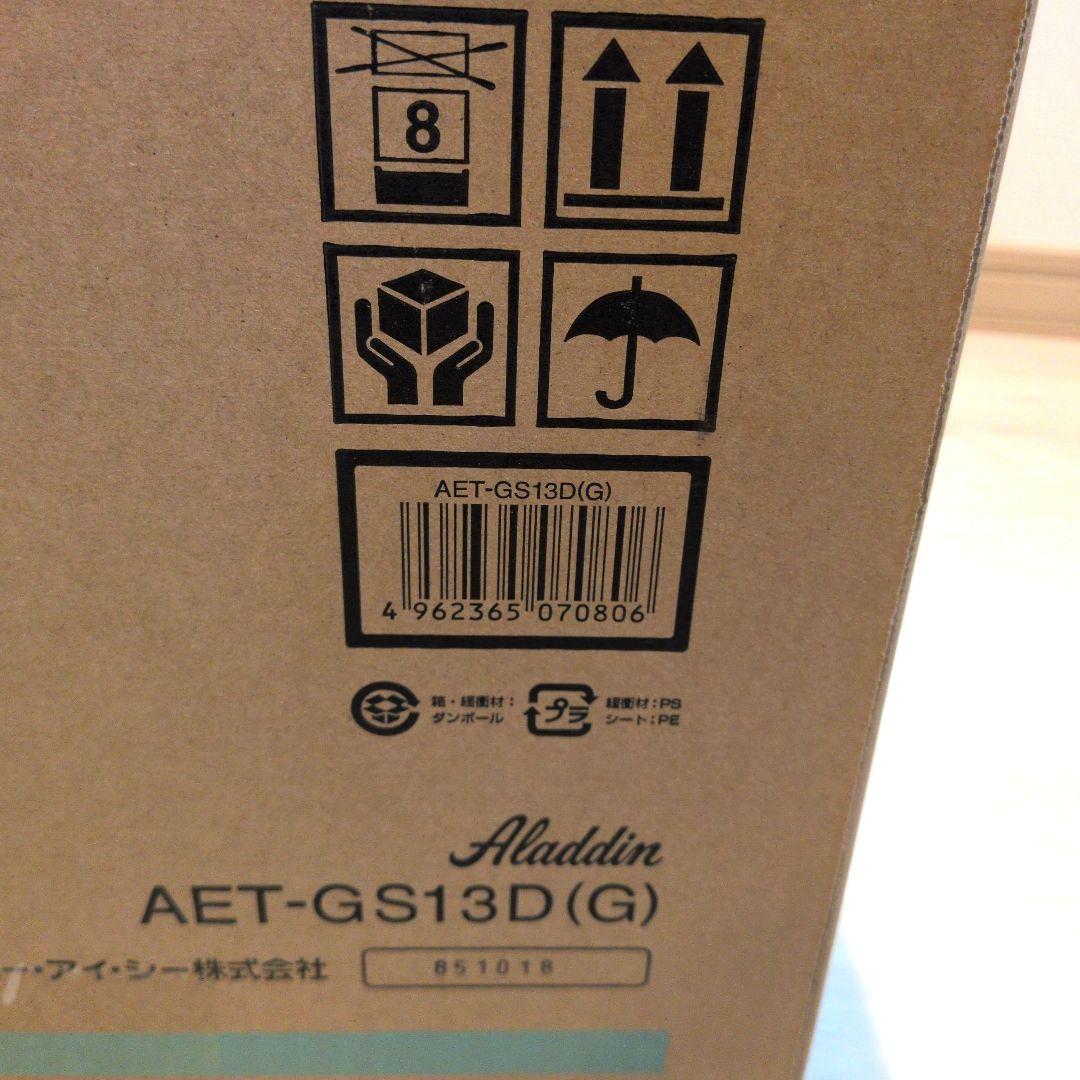 8
AET-GS13D(G)
4 962365 070806
箱・緩衝材：
ダンボール
プラ
緩衝材：PS
シート：PE
Aladdin
AET-GS13D(G)
ー・アイ・シー株式会社
851018